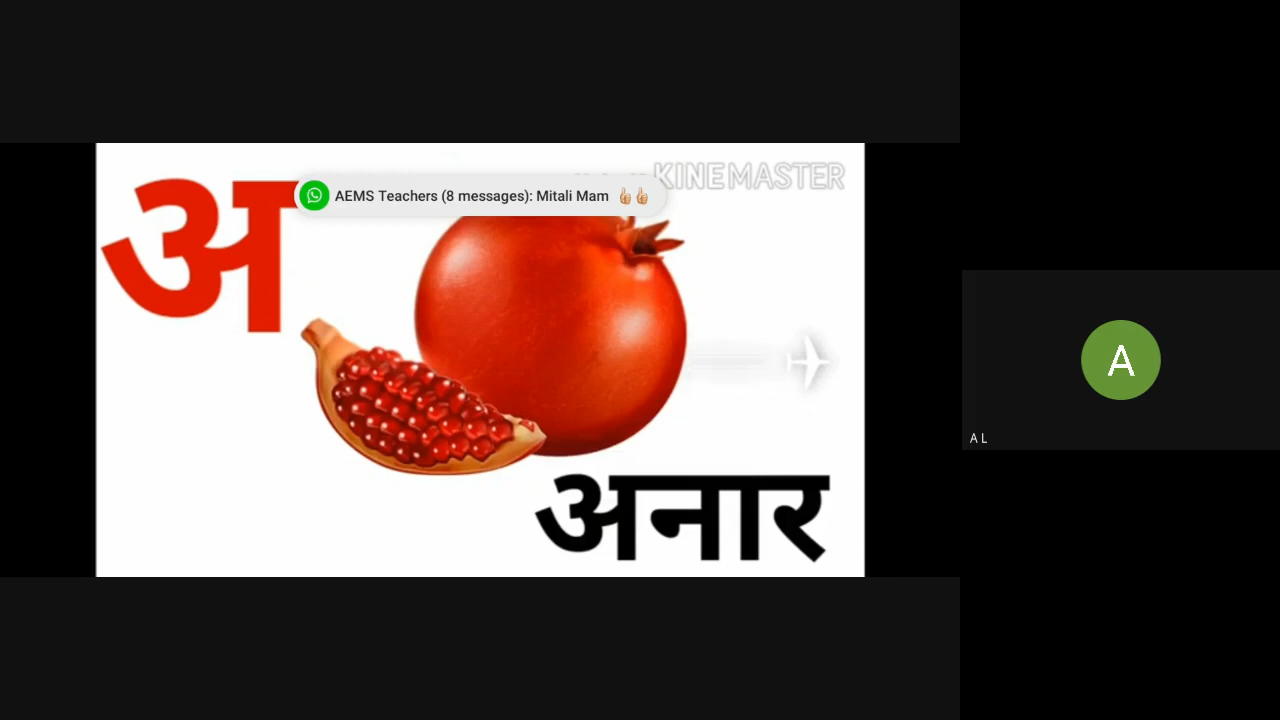 अ
KINEMASTER
AEMS Teachers (8 messages): Mitali Mam 👍👍
अनार
A
A L